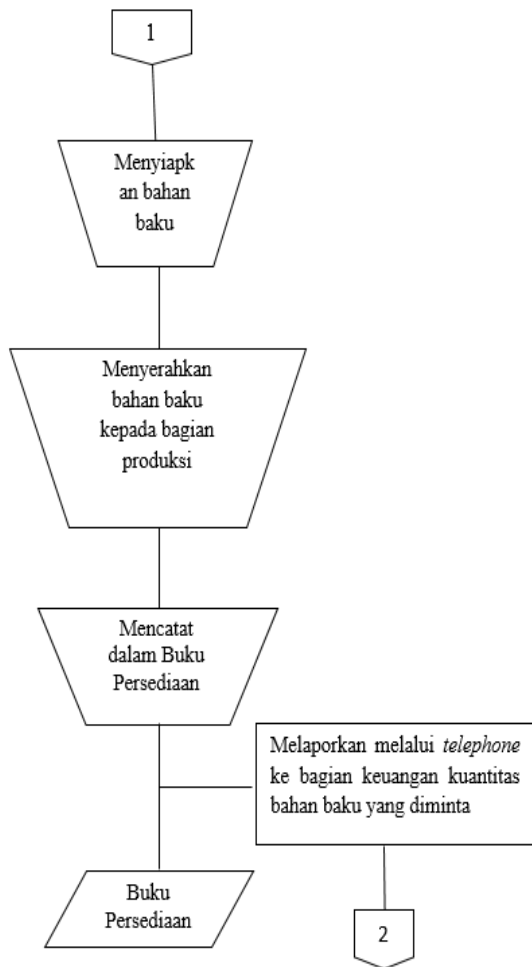 1
Menyiapk
an bahan
baku
Menyerahkan
bahan baku
kepada bagian
produksi
Mencatat
dalam Buku
Persediaan
Melaporkan melalui telephone
ke bagian keuangan kuantitas
bahan baku yang diminta
Buku
Persediaan
2